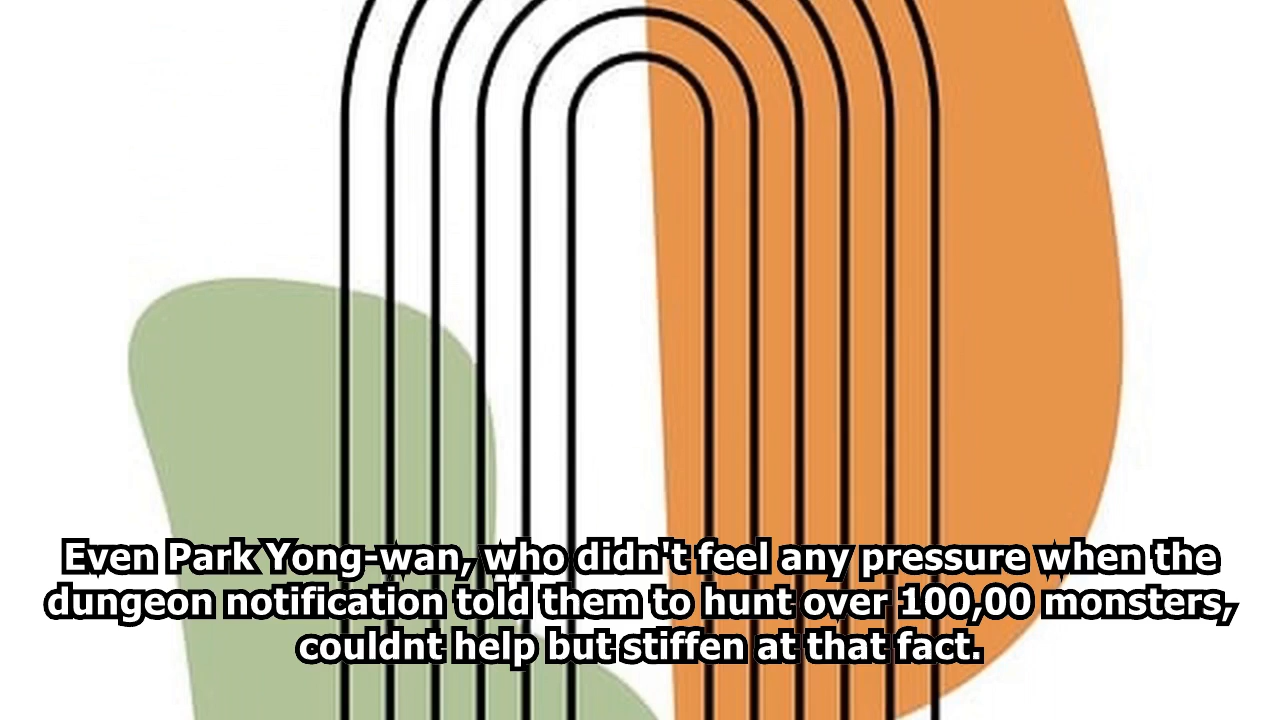 Even Park Yong-wan, who didn't feel any pressure when the
dungeon notification told them to hunt over 100,00 monsters,
couldnt help but stiffen at that fact.